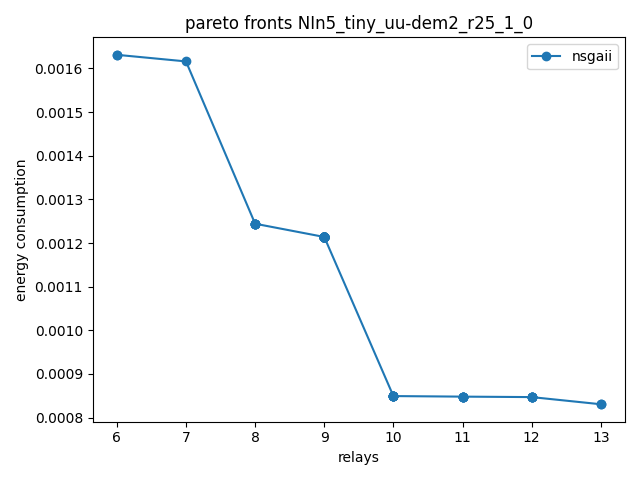 pareto fronts NIn5_tiny_uu-dem2_r25_1_0
nsgaii
0.0016
0.0015
0.0014
0.0013
0.0012
0.0011
0.0010
0.0009
0.0008
energy consumption
6 7 8 9 10 11 12 13
relays